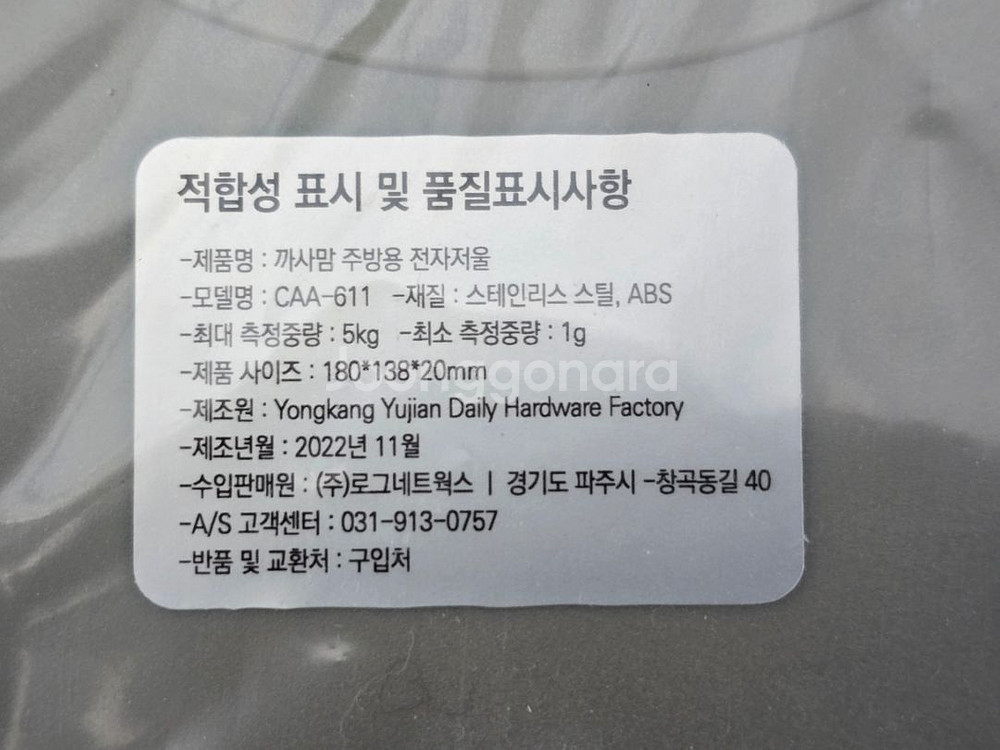 적합성 표시 및 품질표시사항
-제품명 : 까사맘 주방용 전자저울
-모델명 : CAA-611 -재질 : 스테인리스 스틸, ABS
-최대 측정중량 : 5kg -최소 측정중량 : 1g
-제품 사이즈 : 180*138*20mm
Joonggonara
-제조원 : Yongkang Yujian Daily Hardware Factory
-제조년월 : 2022년 11월
-수입판매원 : (주)로그네트웍스 | 경기도 파주시 -창곡동길 40
-A/S 고객센터 : 031-913-0757
-반품 및 교환처 : 구입처